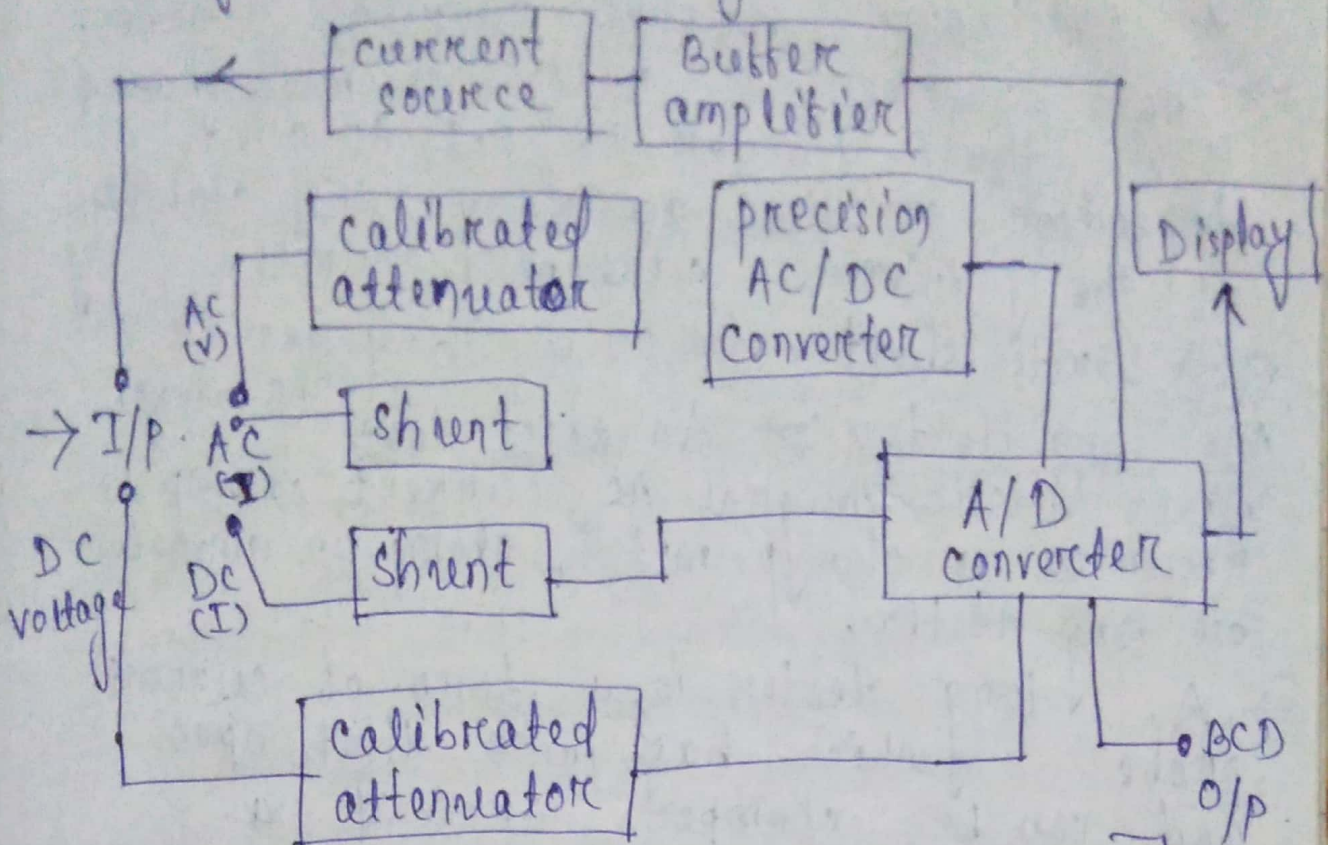 current
source
Buffer
amplifier
calibrated
attenuator
precision
AC/DC
converter
Display
AC
(V)
→ I/P
AC
(I)
shunt
DC
voltage
DC
(I)
shunt
A/D
converter
calibrated
attenuator
BCD
O/P